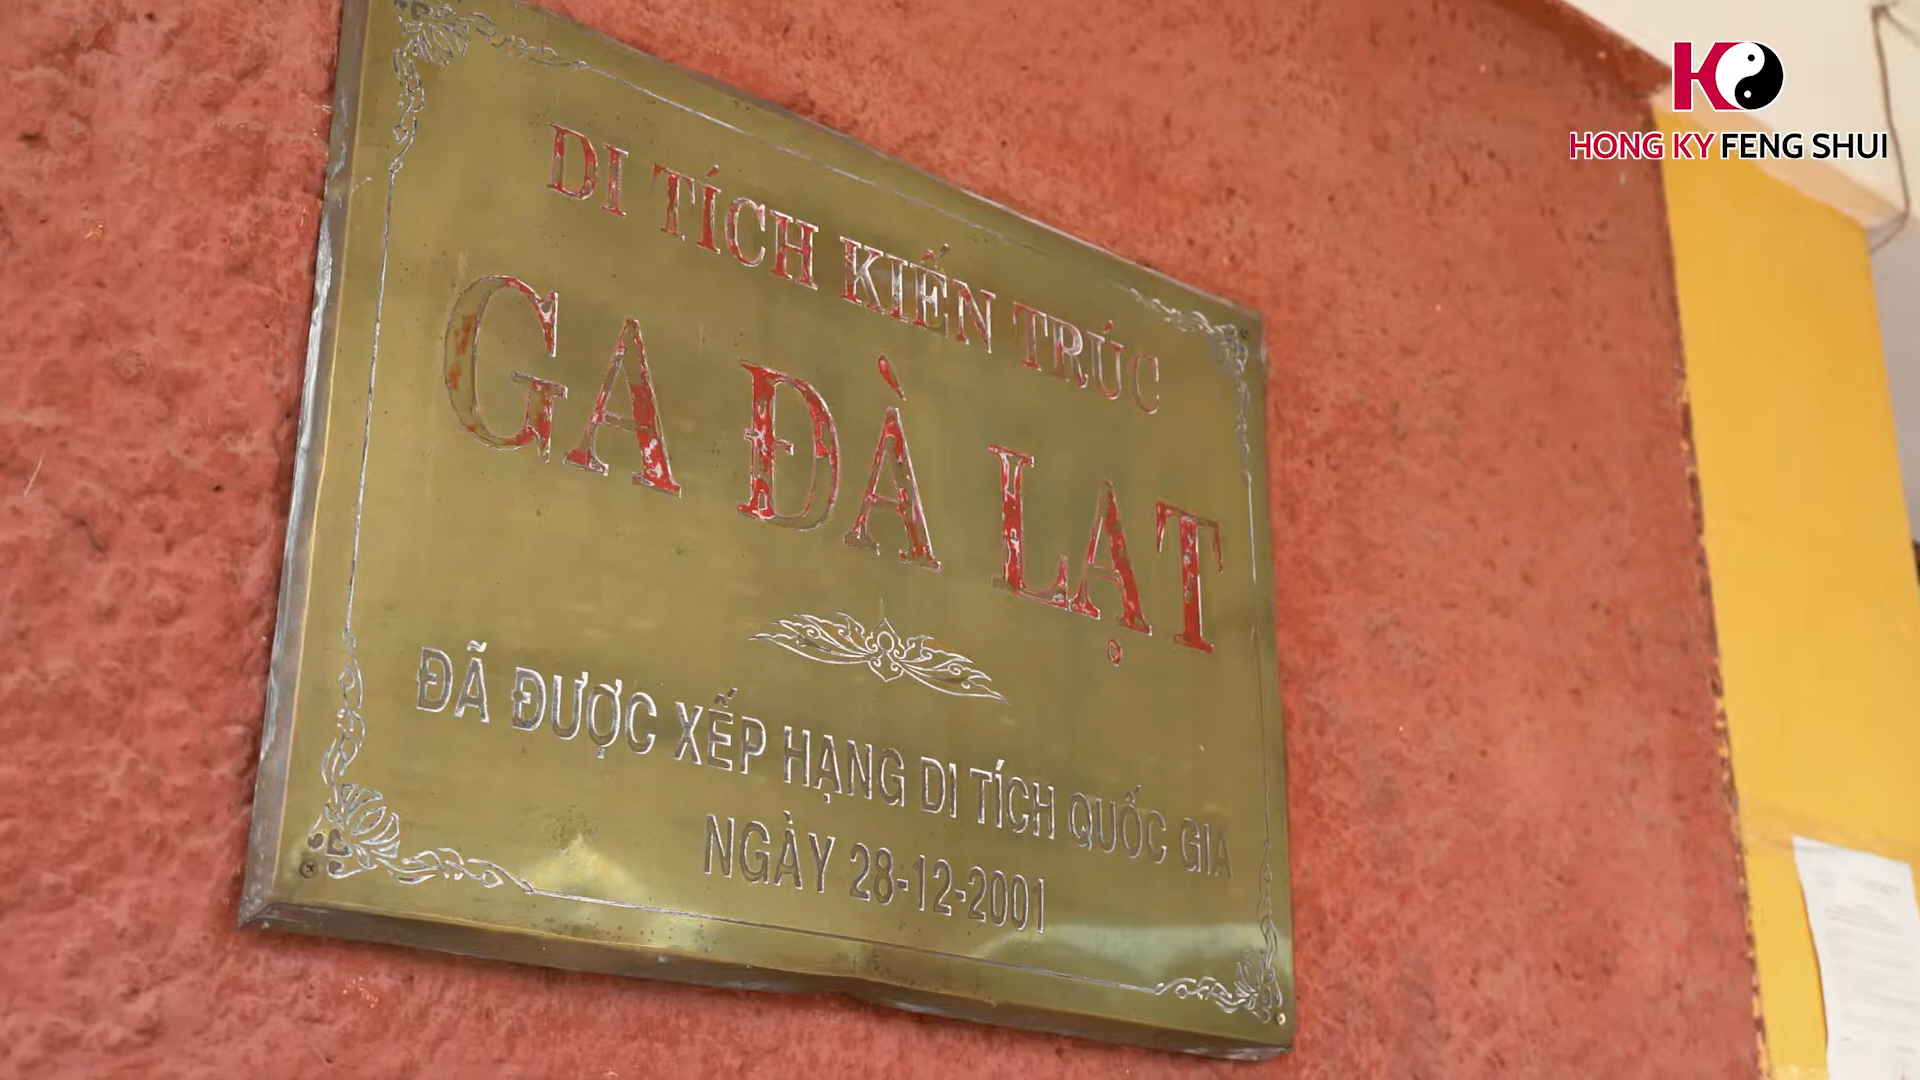 HONG KY FENG SHUI
DI TÍCH KIẾN TRÚC
GA ĐÀ LẠT
ĐÃ ĐƯỢC XẾP HẠNG DI TÍCH QUỐC GIA
NGÀY 28-12-2001